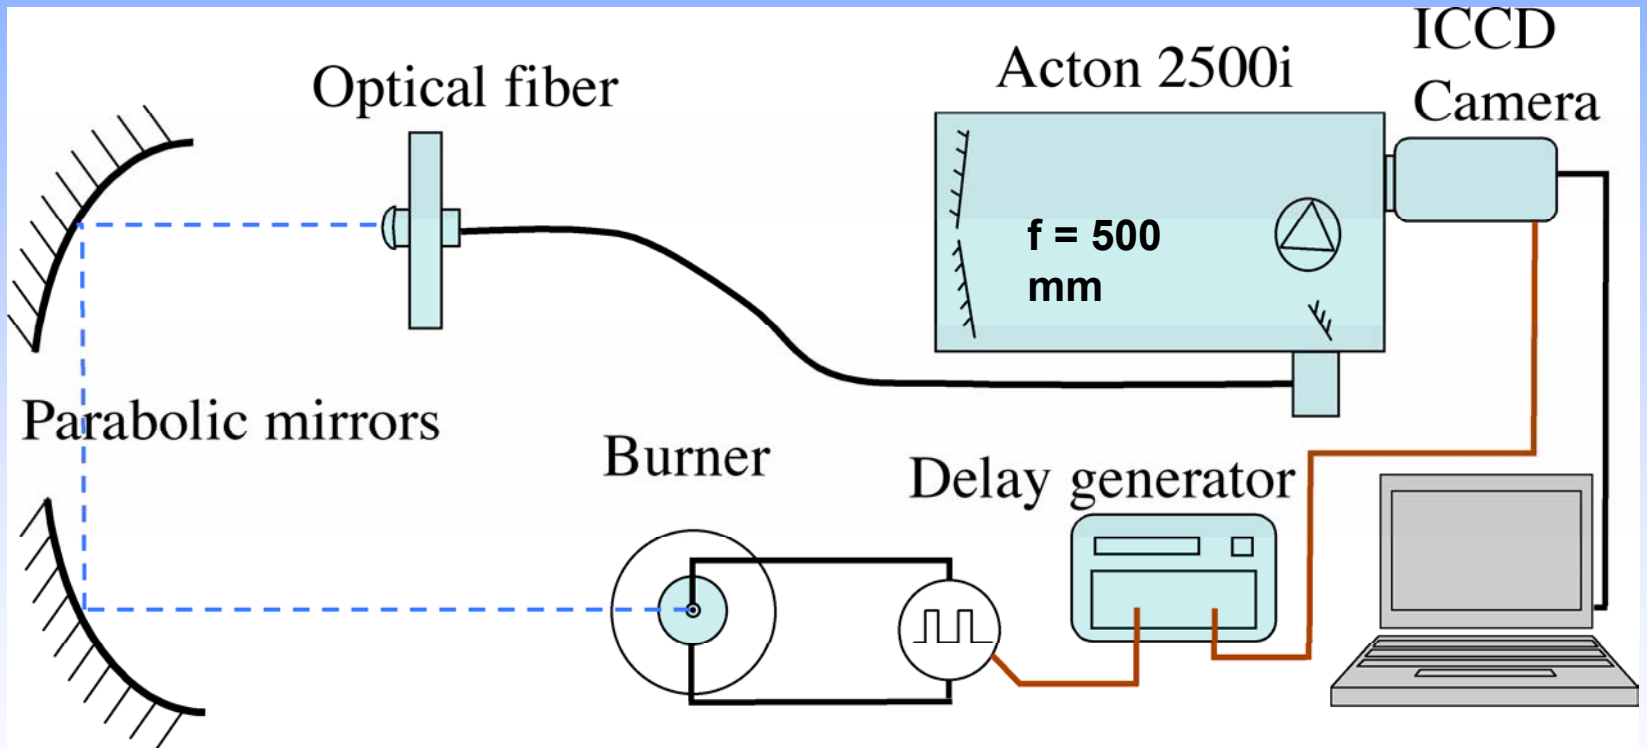 Optical fiber
Acton 2500i
ICCD
Camera
f = 500
mm
Parabolic mirrors
Burner
Delay generator